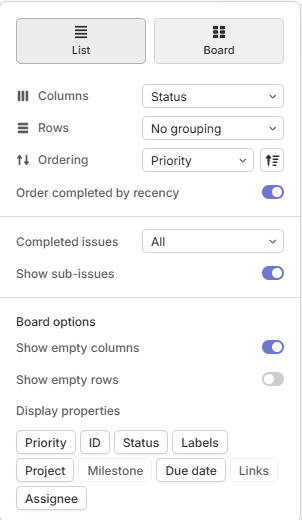 List Board
Columns Status
Rows No grouping
Ordering Priority
Order completed by recency
Completed issues All
Show sub-issues
Board options
Show empty columns
Show empty rows
Display properties
Priority ID Status Labels
Project Milestone Due date Links
Assignee